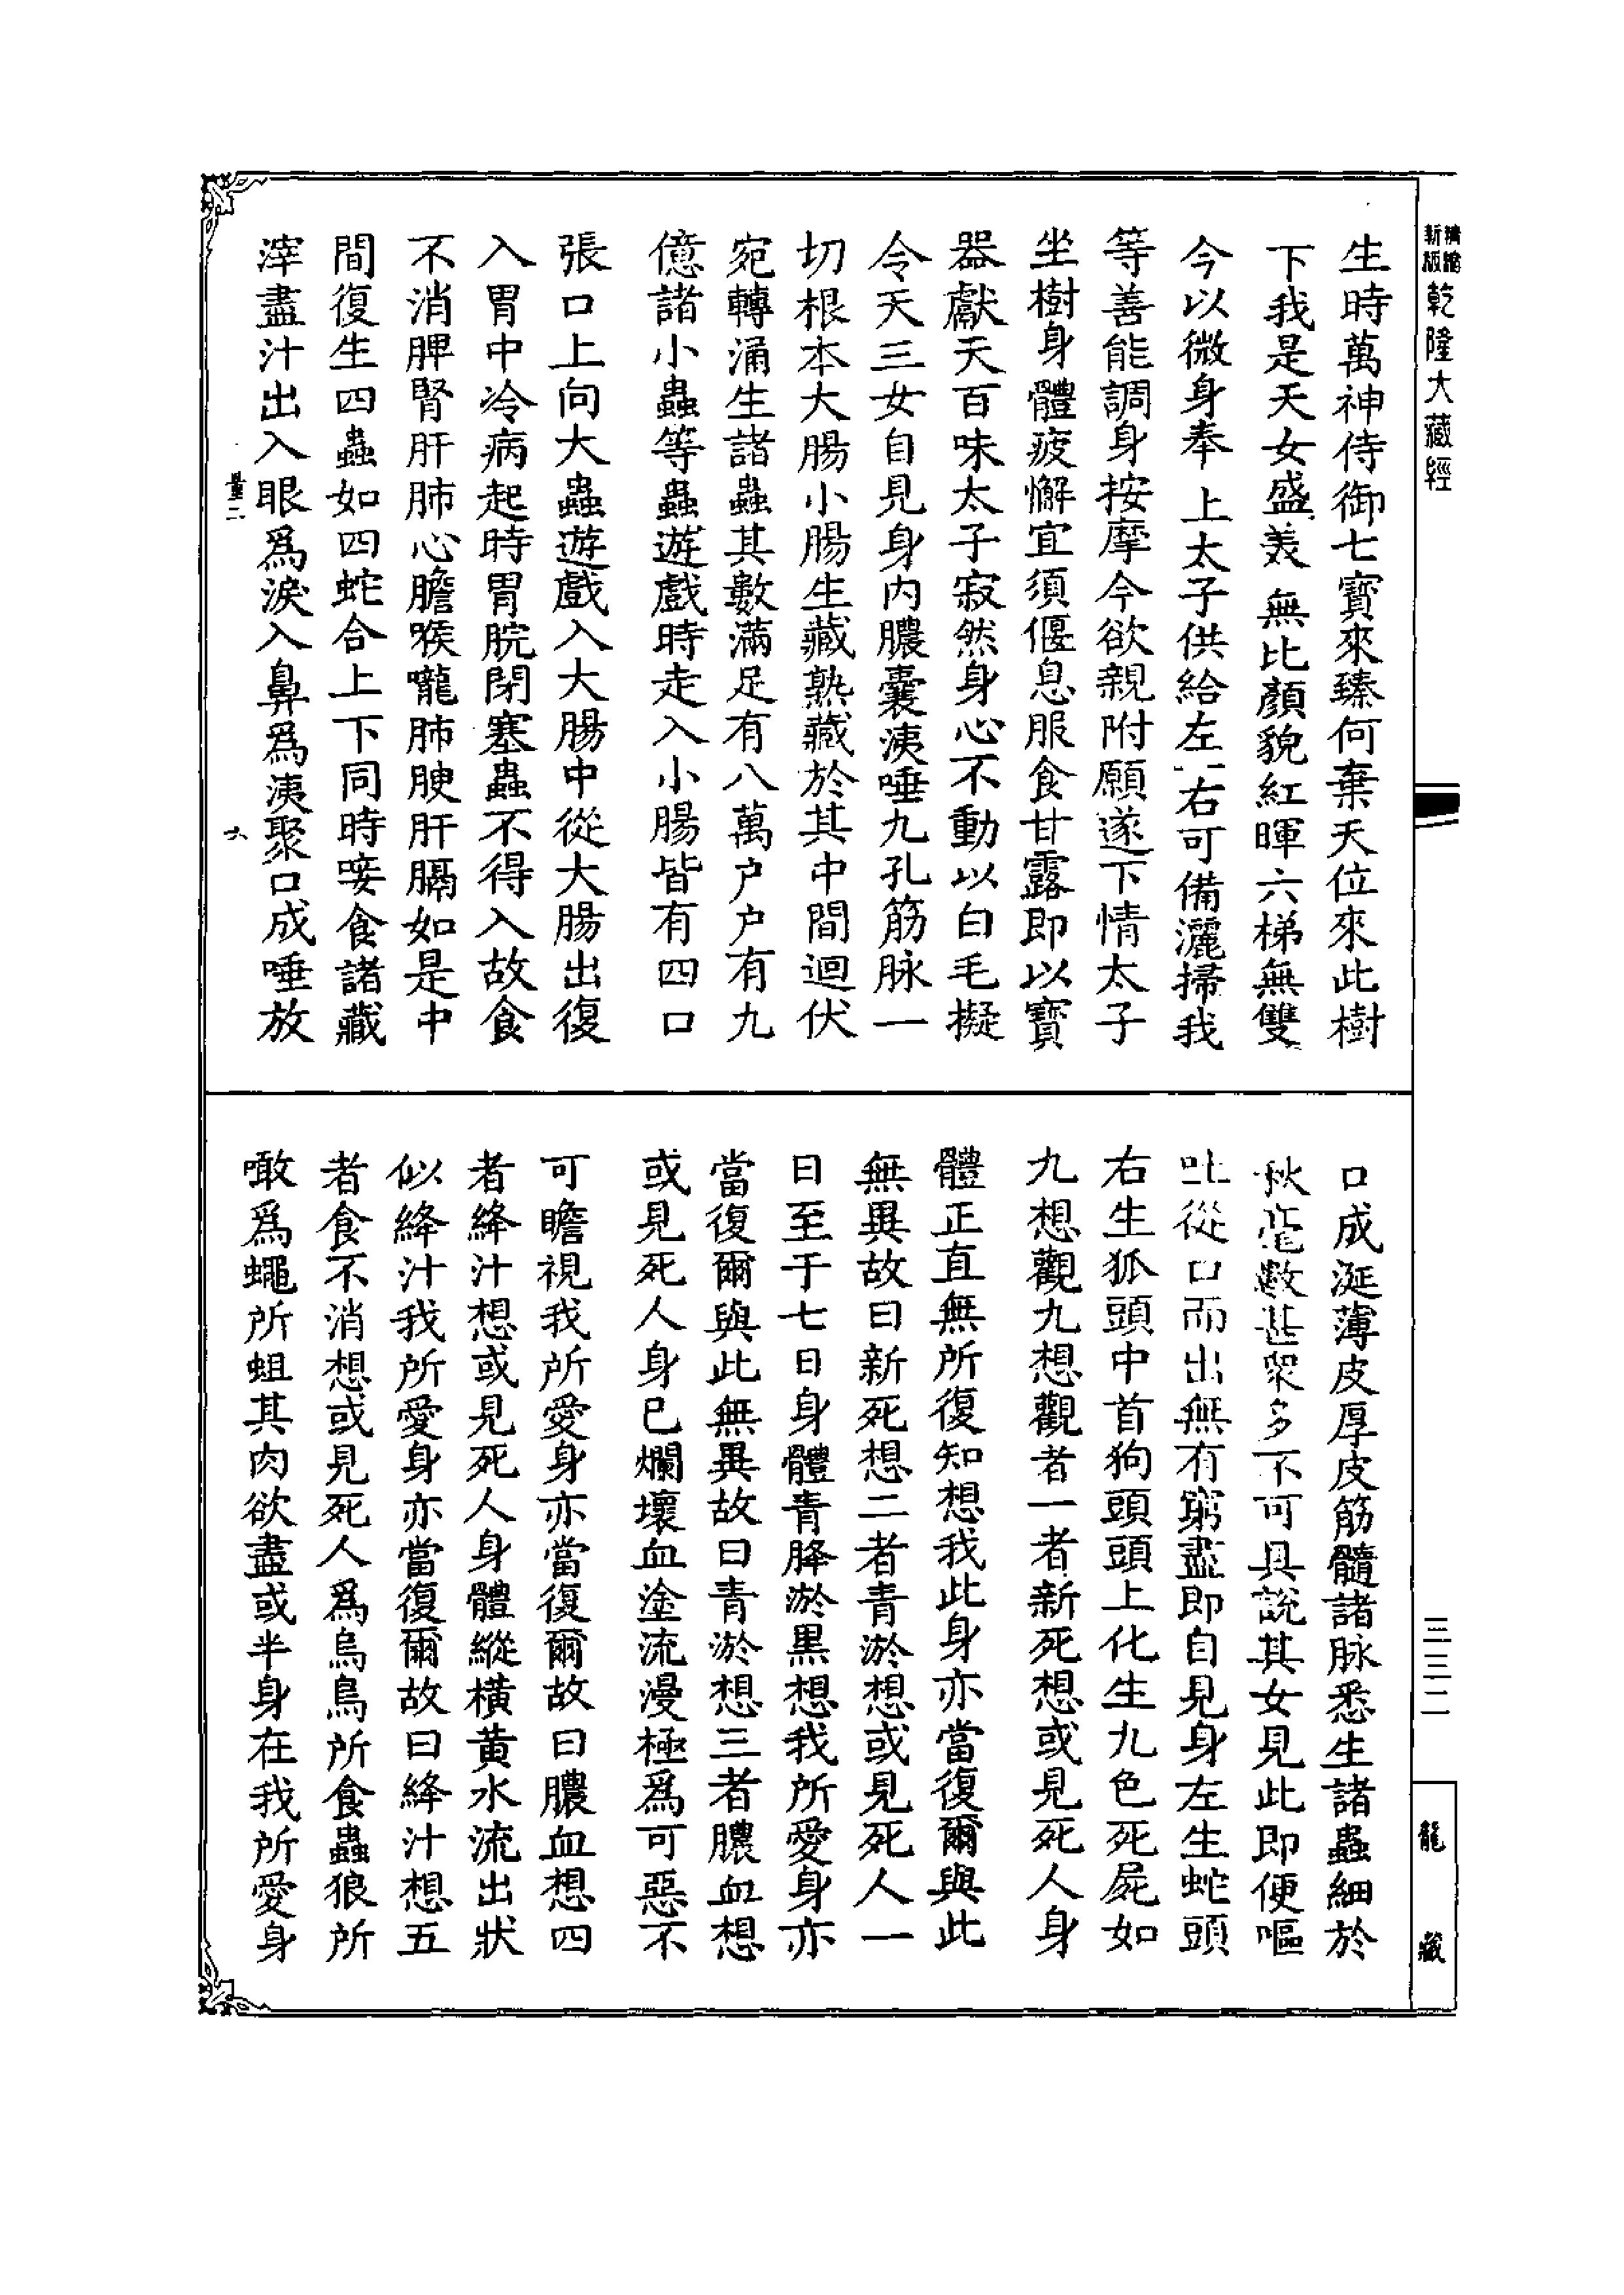 新版
乾隆大藏經
生時萬神侍御七寶來臻何棄天位來此樹
下我是天女盛美無比顏貌紅暉六梯無雙
今以微身奉上太子供給左右可備灑掃我
等善能調身按摩今欲親附願遂下情太子
坐樹身體疲懈宜須偃息服食甘露即以寶
器獻天百味太子寂然身心不動以白毛擬
令天三女自見身內膿囊洟唾九孔筋脉一
切根本大腸小腸生藏熟藏於其中間迴伏
宛轉涌生諸蟲其數滿足有八萬户户有九
億諸小蟲等蟲遊戲時走入小腸皆有四口
張口上向大蟲遊戲入大腸中從大腸出復
入胃中冷病起時胃脘閉塞蟲不得入故食
不消脾腎肝肺心膽喉嚨肺腴肝膈如是中
間復生四蟲如四蛇合上下同時唼食諸藏
滓盡汁出入眼爲淚入鼻爲洟聚口成唾放
量二
六
口成涎薄皮厚皮筋髓諸脉悉生諸蟲細於
秋毫數甚衆多不可具說其女見此即便嘔
吐從口而出無有窮盡即自見身左生蛇頭
右生狐頭中首狗頭頭上化生九色死屍如
九想觀九想觀者一者新死想或見死人身
體正直無所復知想我此身亦當復爾與此
無異故曰新死想二者青淤想或見死人一
日至于七日身體青胮淤黑想我所愛身亦
當復爾與此無異故曰青淤想三者膿血想
或見死人身已爛壞血塗流漫極爲可惡不
可瞻視我所愛身亦當復爾故曰膿血想四
者絳汁想或見死人身體縱橫黃水流出狀
似絳汁我所愛身亦當復爾故曰絳汁想五
者食不消想或見死人爲烏鳥所食蟲狼所
噉爲蠅所蛆其肉欲盡或半身在我所愛身
三三二
龍藏